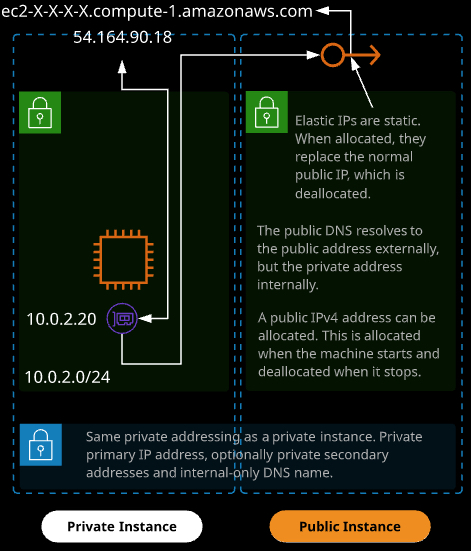 ec2-X-X-X-X.compute-1.amazonaws.com
54.164.90.18
Elastic IPs are static.
When allocated, they
replace the normal
public IP, which is
deallocated.
The public DNS resolves to
the public address externally,
but the private address
internally.
10.0.2.20
A public IPv4 address can be
allocated. This is allocated
when the machine starts and
deallocated when it stops.
10.0.2.0/24
Same private addressing as a private instance. Private
primary IP address, optionally private secondary
addresses and internal-only DNS name.
Private Instance
Public Instance